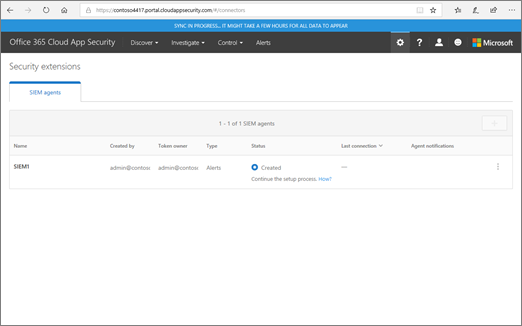 https://contoso4417.portal.cloudappsecurity.com/#/connectors
SYNC IN PROGRESS... IT MIGHT TAKE A FEW HOURS FOR ALL DATA TO APPEAR
Office 365 Cloud App Security Discover Investigate Control Alerts ? Microsoft
Security extensions
SIEM agents
1 - 1 of 1 SIEM agents +
Name Created by Token owner Type Status Last connection Agent notifications
SIEM1 admin@contos admin@contos Alerts Created —
Continue the setup process. How?